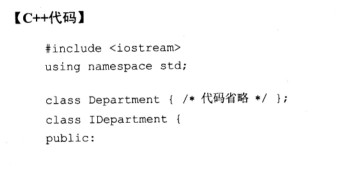 【C++代码】
#include <iostream>
using namespace std;
class Department { /* 代码省略 */ };
class IDepartment {
public: